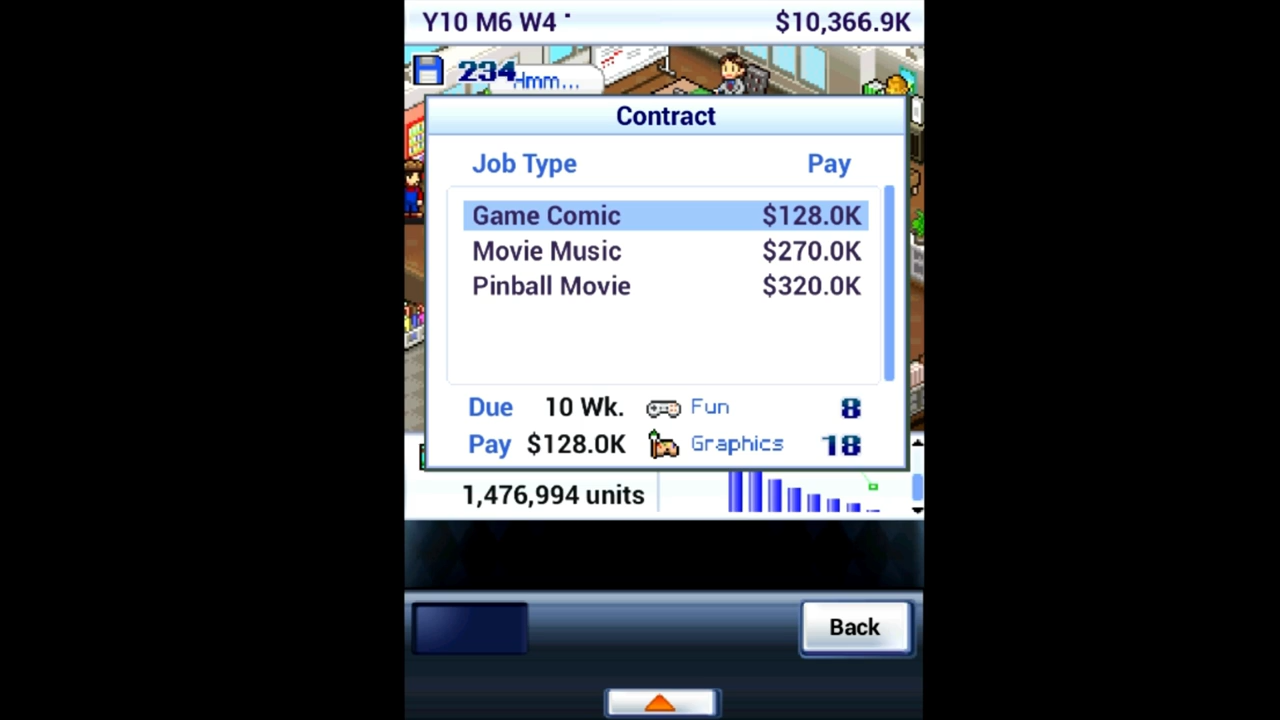 Y10 M6 W4 $10,366.9K
234 Hmm...
Contract
Job Type Pay
Game Comic $128.0K
Movie Music $270.0K
Pinball Movie $320.0K
Due 10 Wk. Fun 8
Pay $128.0K Graphics 18
1,476,994 units
Back